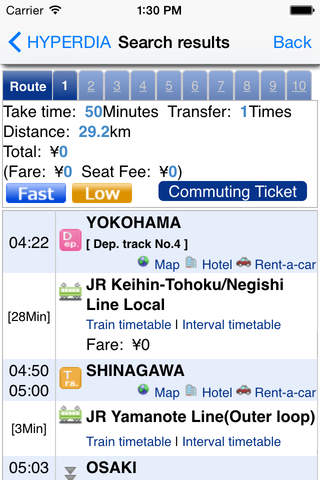 Carrier 1:30 PM
HYPERDIA Search results Back
Route 1 2 3 4 5 6 7 8 9 10
Take time: 50Minutes Transfer: 1Times
Distance: 29.2km
Total: ¥0
(Fare: ¥0 Seat Fee: ¥0)
Fast Low Commuting Ticket
YOKOHAMA
04:22 Dep. [ Dep. track No.4 ]
Map Hotel Rent-a-car
JR Keihin-Tohoku/Negishi
Line Local
[28Min] Train timetable I Interval timetable
Fare: ¥0
04:50 Tra. SHINAGAWA
05:00 Map Hotel Rent-a-car
JR Yamanote Line(Outer loop)
[3Min] Train timetable I Interval timetable
05:03 OSAKI